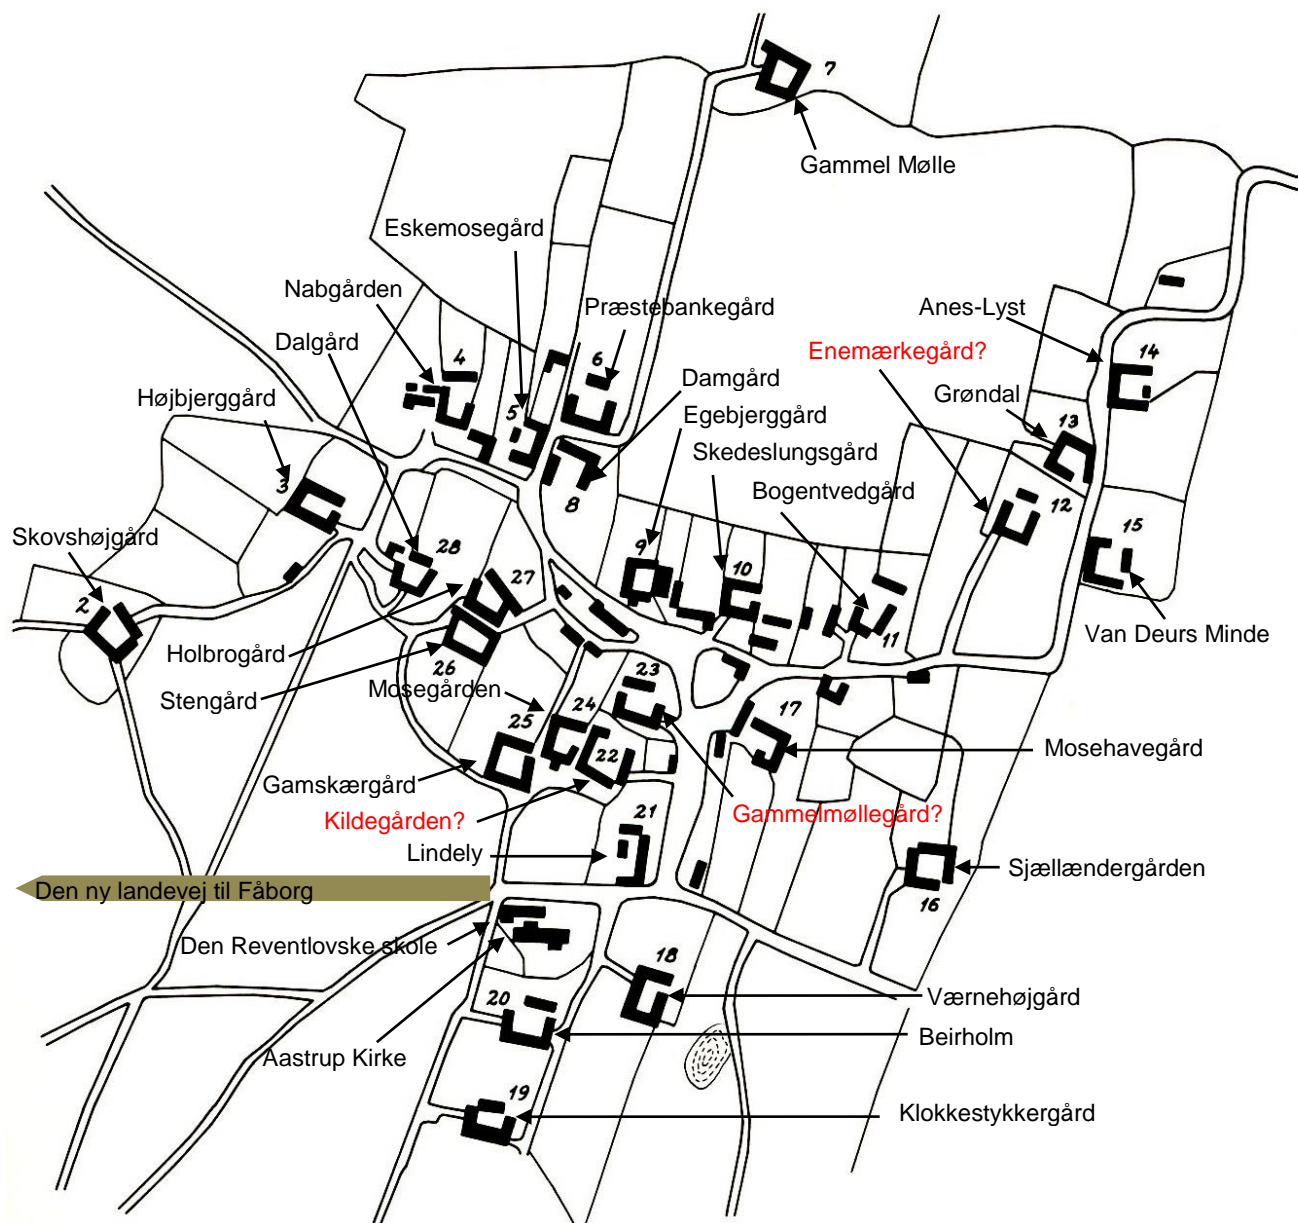 7
Gammel Mølle
Eskemosegård
Nabgården
Præstebankegård
Anes-Lyst
Dalgård
Enemærkegård?
4
6
14
Damgård
Højbjerggård
Grøndal
Egebjerggård
5
13
Skedeslungsgård
Bogentvedgård
3
8
12
Skovshøjgård
28
9
15
10
27
2
11
Van Deurs Minde
Holbrogård
26
Mosegården
23
Stengård
24
17
25
Mosehavegård
22
Gamskærgård
Kildegården?
21
Gammelmøllegård?
Lindely
Sjællændergården
Den ny landevej til Fåborg
16
Den Reventlovske skole
18
20
Værnehøjgård
Beirholm
Aastrup Kirke
19
Klokkestykkergård